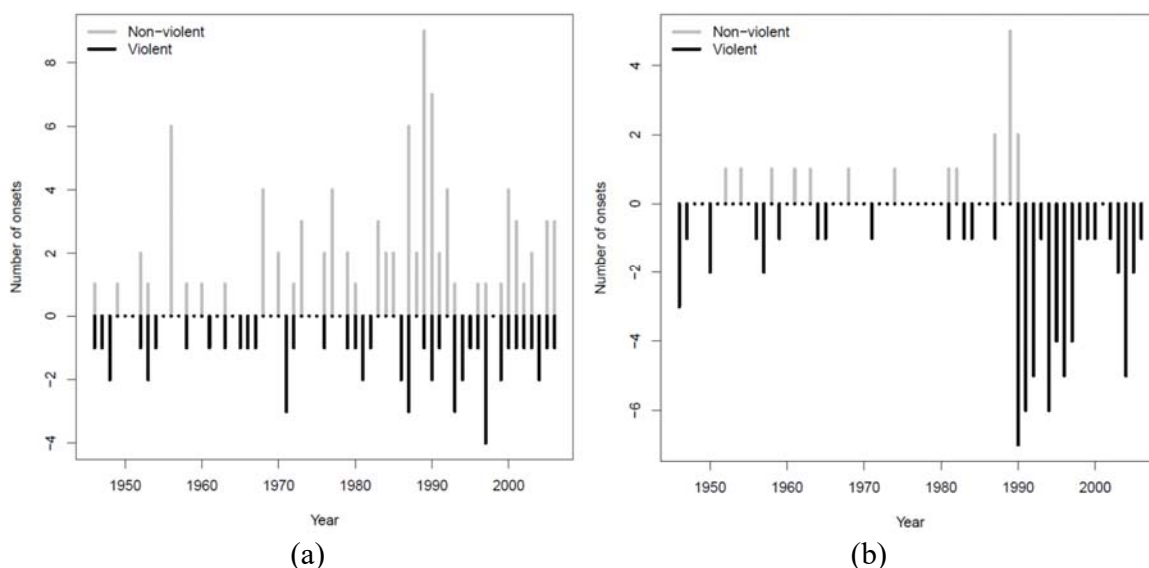 Non−violent
Violent
Number of onsets
8
6
4
2
0
−2
−4
1950 1960 1970 1980 1990 2000
Year
(a)
Non−violent
Violent
Number of onsets
4
2
0
−2
−4
−6
1950 1960 1970 1980 1990 2000
Year
(b)